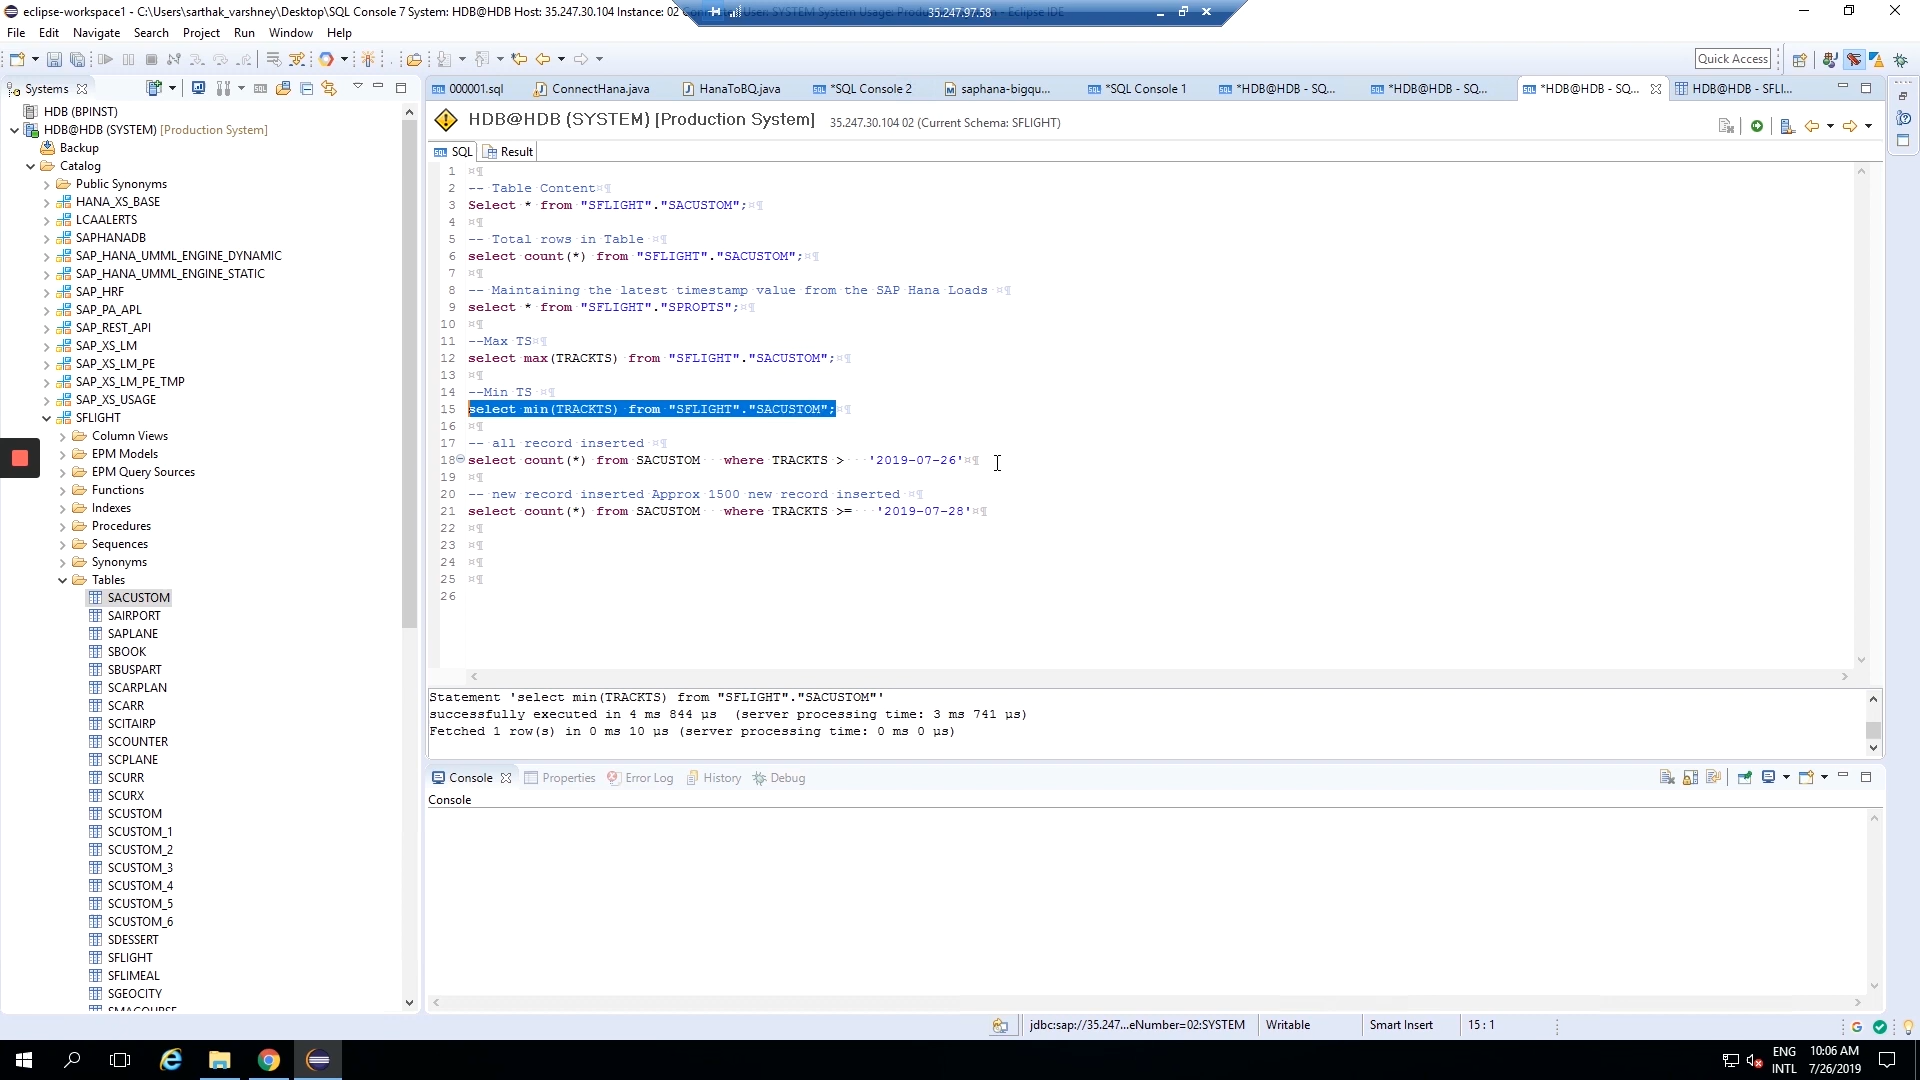 eclipse-workspace1 - C:\Users\sarthak_varshney\Desktop\SQL Console 7 System: HDB@HDB Host: 35.247.30.104 Instance: 02
35.247.97.58
Eclipse IDE
File Edit Navigate Search Project Run Window Help
Quick Access
Systems
000001.sql ConnectHana.java HanaToBQ.java *SQL Console 2 saphana-bigqu... *SQL Console 1 *HDB@HDB - SQ... *HDB@HDB - SQ... *HDB@HDB - SQ... HDB@HDB - SFLI...
HDB (BPINST)
HDB@HDB (SYSTEM) [Production System]
Backup
Catalog
Public Synonyms
HANA_XS_BASE
LCAALERTS
SAPHANADB
SAP_HANA_UMML_ENGINE_DYNAMIC
SAP_HANA_UMML_ENGINE_STATIC
SAP_HRF
SAP_PA_APL
SAP_REST_API
SAP_XS_LM
SAP_XS_LM_PE
SAP_XS_LM_PE_TMP
SAP_XS_USAGE
SFLIGHT
Column Views
EPM Models
EPM Query Sources
Functions
Indexes
Procedures
Sequences
Synonyms
Tables
SACUSTOM
SAIRPORT
SAPLANE
SBOOK
SBUSPART
SCARPLAN
SCARR
SCITAIRP
SCOUNTER
SCPLANE
SCURR
SCURX
SCUSTOM
SCUSTOM_1
SCUSTOM_2
SCUSTOM_3
SCUSTOM_4
SCUSTOM_5
SCUSTOM_6
SDESSERT
SFLIGHT
SFLIMEAL
SGEOCITY
SMACOURSE
HDB@HDB (SYSTEM) [Production System] 35.247.30.104 02 (Current Schema: SFLIGHT)
SQL Result
1 ¤¶
2 -- Table Content¤¶
3 Select * from "SFLIGHT"."SACUSTOM";¤¶
4 ¤¶
5 -- Total rows in Table ¤¶
6 select count(*) from "SFLIGHT"."SACUSTOM";¤¶
7 ¤¶
8 -- Maintaining the latest timestamp value from the SAP Hana Loads ¤¶
9 select * from "SFLIGHT"."SPROPTS";¤¶
10 ¤¶
11 --Max TS¤¶
12 select max(TRACKTS) from "SFLIGHT"."SACUSTOM";¤¶
13 ¤¶
14 --Min TS ¤¶
15 select min(TRACKTS) from "SFLIGHT"."SACUSTOM"; ¤¶
16 ¤¶
17 -- all record inserted ¤¶
18 select count(*) from SACUSTOM where TRACKTS > '2019-07-26'¤¶
19 ¤¶
20 -- new record inserted Approx 1500 new record inserted ¤¶
21 select count(*) from SACUSTOM where TRACKTS >= '2019-07-28'¤¶
22 ¤¶
23 ¤¶
24 ¤¶
25 ¤¶
26
Statement 'select min(TRACKTS) from "SFLIGHT"."SACUSTOM"'
successfully executed in 4 ms 844 µs (server processing time: 3 ms 741 µs)
Fetched 1 row(s) in 0 ms 10 µs (server processing time: 0 ms 0 µs)
Console Properties Error Log History Debug
Console
jdbc:sap://35.247...eNumber=02:SYSTEM Writable Smart Insert 15 : 1
ENG
INTL
10:06 AM
7/26/2019